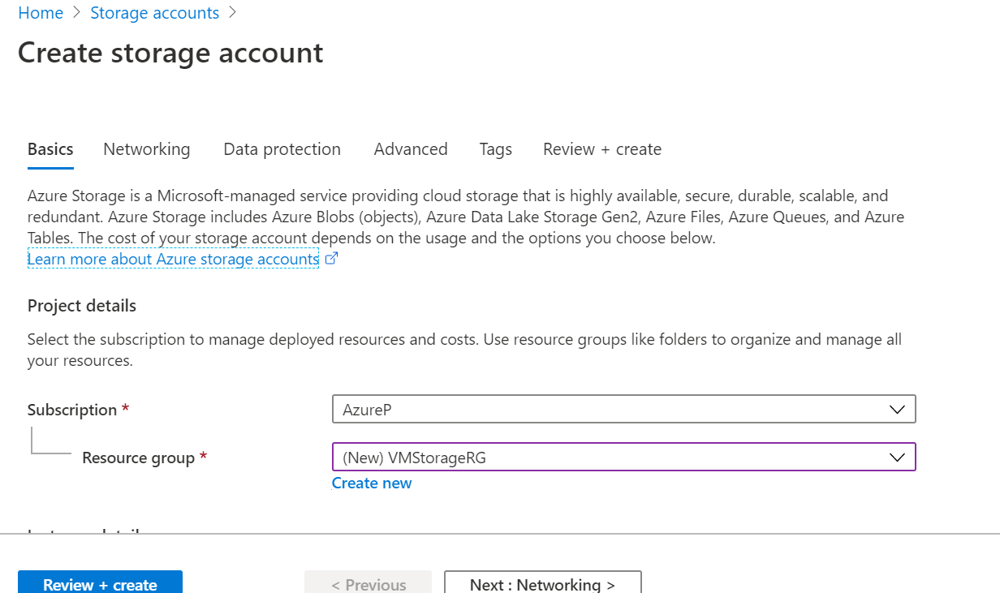 Home > Storage accounts >
Create storage account
Basics Networking Data protection Advanced Tags Review + create
Azure Storage is a Microsoft-managed service providing cloud storage that is highly available, secure, durable, scalable, and
redundant. Azure Storage includes Azure Blobs (objects), Azure Data Lake Storage Gen2, Azure Files, Azure Queues, and Azure
Tables. The cost of your storage account depends on the usage and the options you choose below.
Learn more about Azure storage accounts
Project details
Select the subscription to manage deployed resources and costs. Use resource groups like folders to organize and manage all
your resources.
Subscription * AzureP
Resource group * (New) VMStorageRG
Create new
Review + create < Previous Next : Networking >